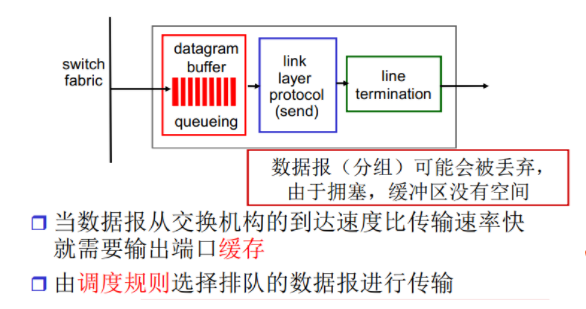 switch
fabric
datagram
buffer
queueing
link
layer
protocol
(send)
line
termination
数据报（分组）可能会被丢弃，
由于拥塞，缓冲区没有空间
当数据报从交换机构的到达速度比传输速率快
就需要输出端口缓存
由调度规则选择排队的数据报进行传输